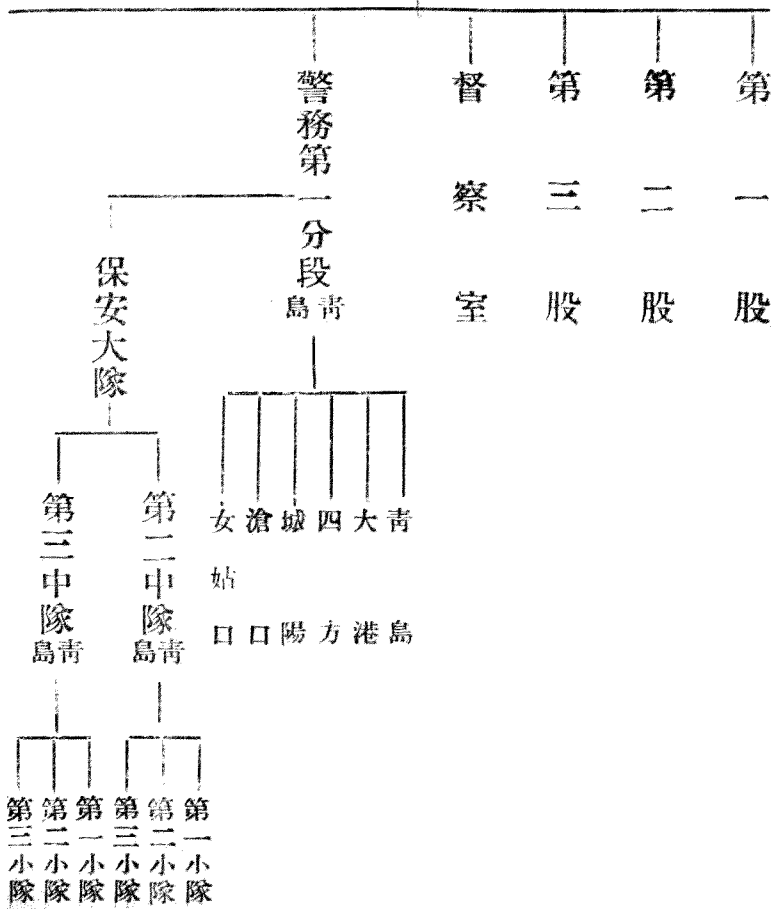 第一股
第二股
第三股
督察室
警務第一分段
青島
青島
大港
四方
城陽
滄口
女姑口
保安大隊
第二中隊
青島
第一小隊
第二小隊
第三小隊
第三中隊
青島
第一小隊
第二小隊
第三小隊